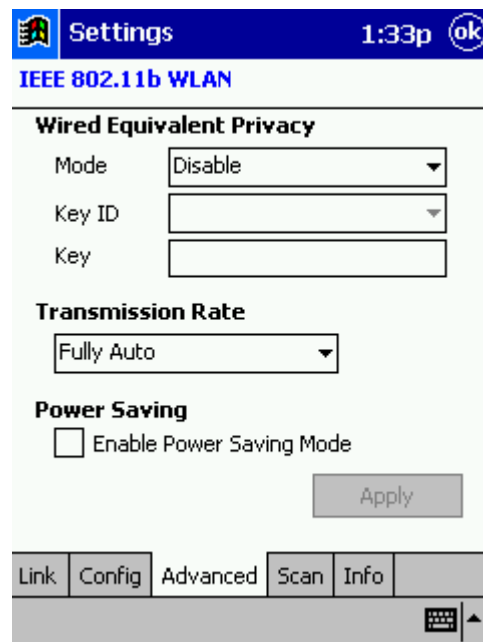 Settings 1:33p ok
IEEE 802.11b WLAN
Wired Equivalent Privacy
Mode Disable
Key ID
Key
Transmission Rate
Fully Auto
Power Saving
Enable Power Saving Mode
Apply
Link Config Advanced Scan Info